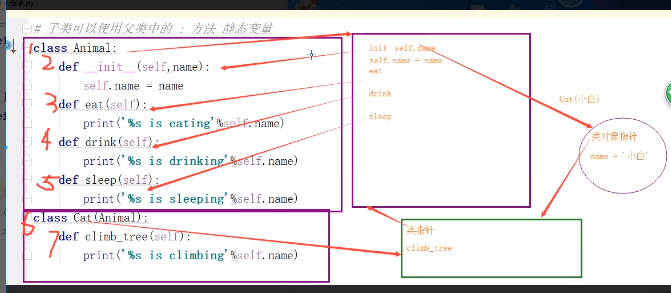 # 子类可以使用父类中的 : 方法 静态变量
1 class Animal:
2 def __init__(self,name):
self.name = name
3 def eat(self):
print('%s is eating'%self.name)
4 def drink(self):
print('%s is drinking'%self.name)
5 def sleep(self):
print('%s is sleeping'%self.name)
6 class Cat(Animal):
7 def climb_tree(self):
print('%s is climbing'%self.name)
init self,name
self.name = name
eat
drink
sleep
Cat(小白)
类对象指针
name = '小白'
类指针
climb_tree